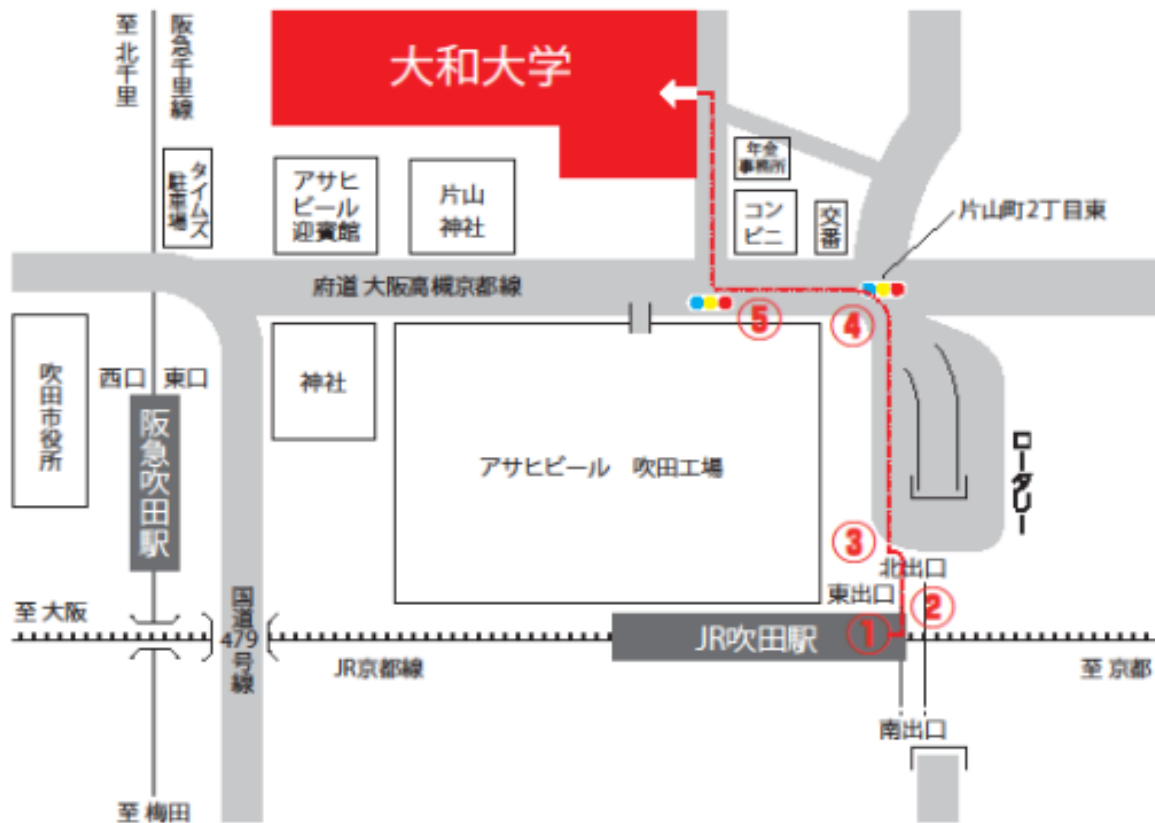 至 北千里
阪急千里線
大和大学
タイムズ
駐車場
アサヒ
ビール
迎賓館
片山
神社
年金
事務所
コン
ビニ
交番
片山町2丁目東
府道 大阪高槻京都線
⑤
④
吹田市役所
西口
東口
阪急吹田駅
神社
アサヒビール 吹田工場
ロータリー
③
北出口
東出口
②
①
至 大阪
国道
479
号線
JR吹田駅
JR京都線
至 京都
南出口
至 梅田